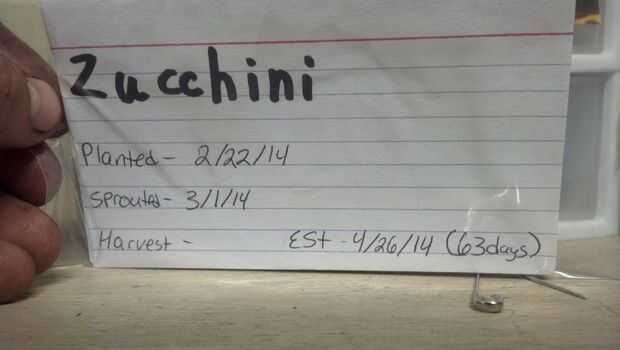 Zucchini
Planted - 2/22/14
Sprouted - 3/1/14
Harvest - ESt - 4/26/14 (63days)